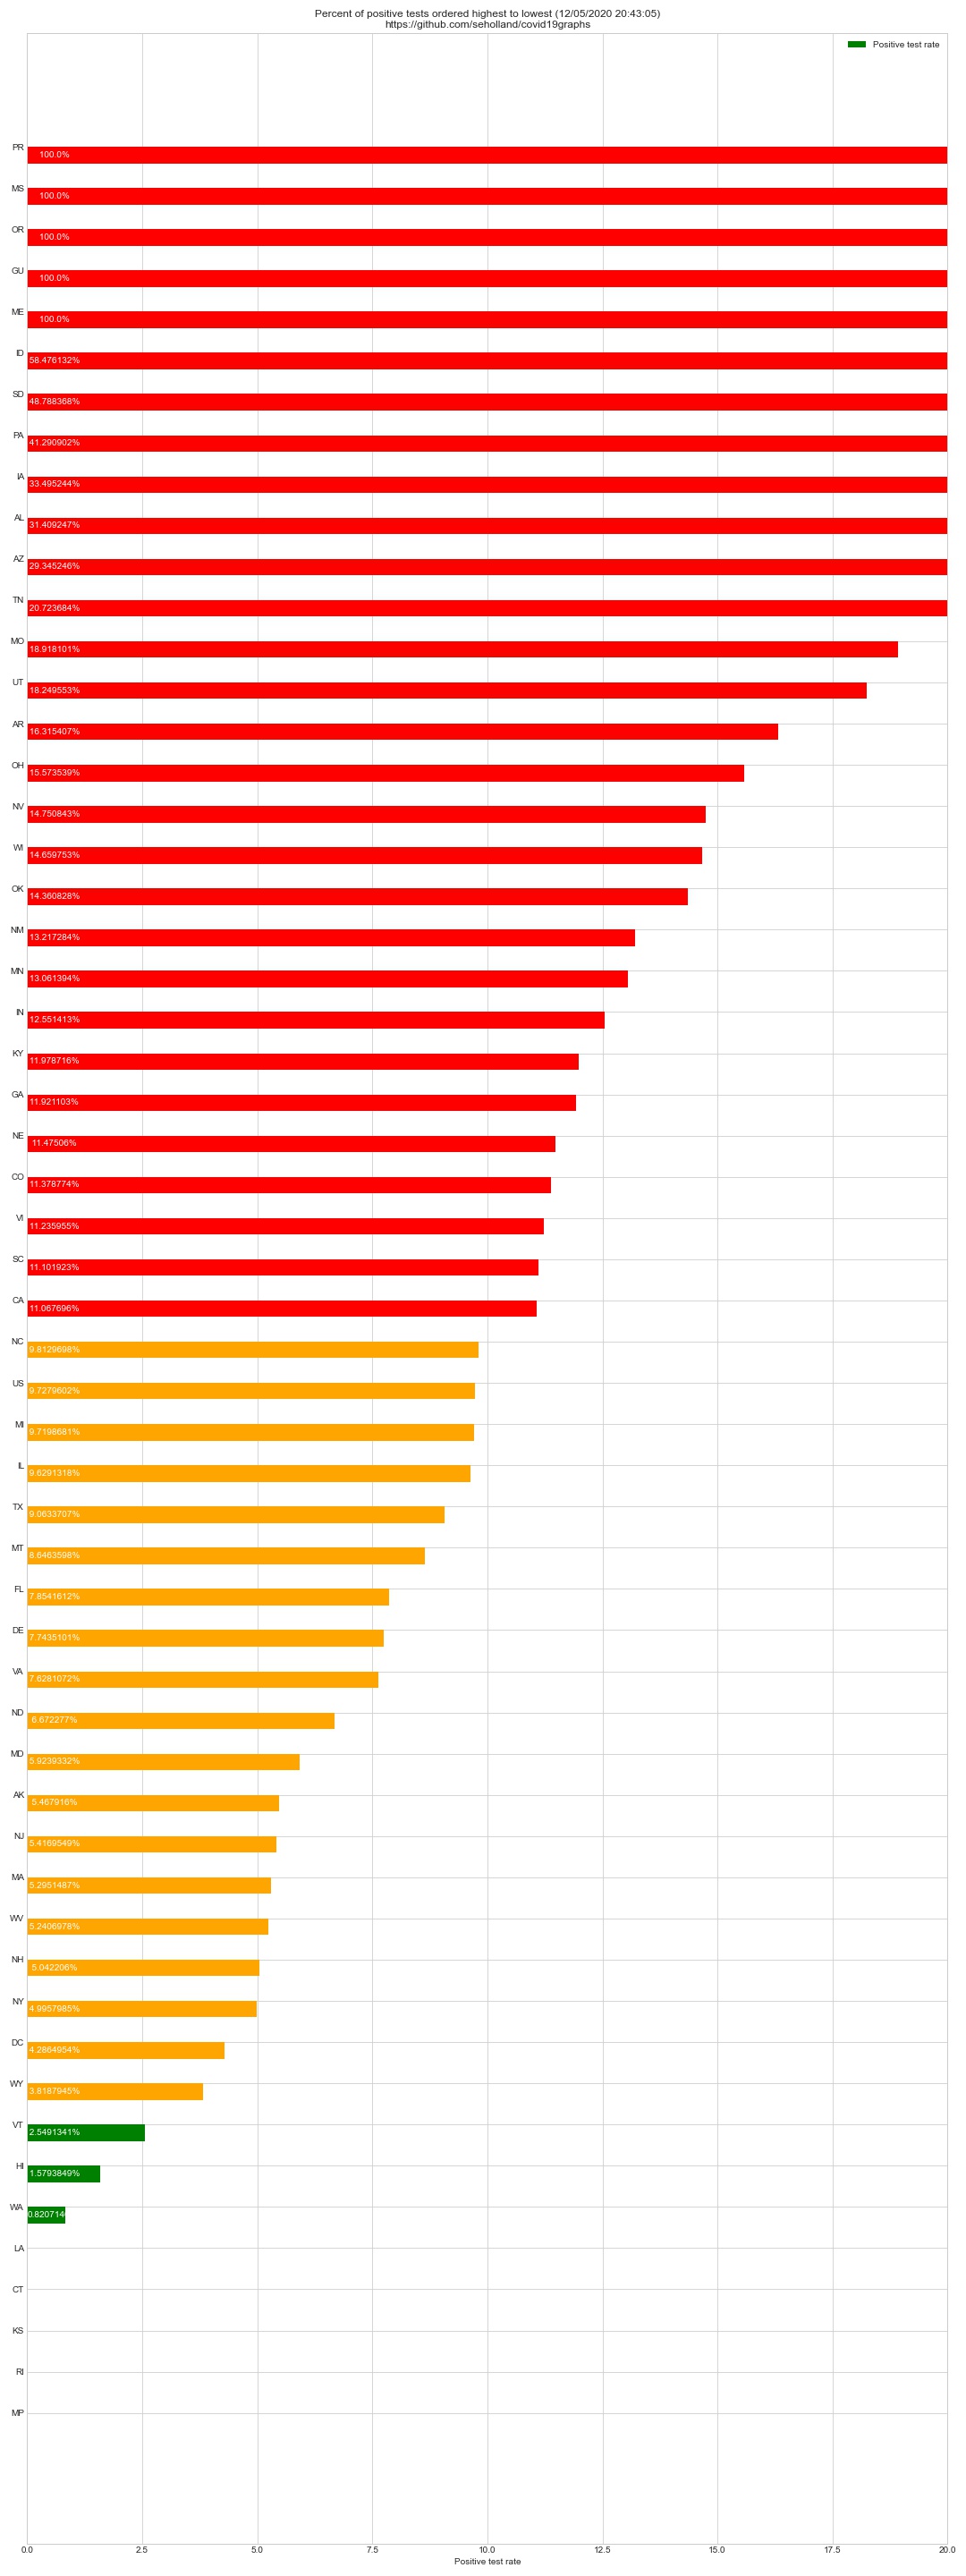 Percent of positive tests ordered highest to lowest (12/05/2020 20:43:05)
https://github.com/seholland/covid19graphs
Positive test rate
PR 100.0%
MS 100.0%
OR 100.0%
GU 100.0%
ME 100.0%
ID 58.476132%
SD 48.788368%
PA 41.290902%
IA 33.495244%
AL 31.409247%
AZ 29.345246%
TN 20.723684%
MO 18.918101%
UT 18.249553%
AR 16.315407%
OH 15.573539%
NV 14.750843%
WI 14.659753%
OK 14.360828%
NM 13.217284%
MN 13.061394%
IN 12.551413%
KY 11.978716%
GA 11.921103%
NE 11.47506%
CO 11.378774%
VI 11.235955%
SC 11.101923%
CA 11.067696%
NC 9.8129698%
US 9.7279602%
MI 9.7198681%
IL 9.6291318%
TX 9.0633707%
MT 8.6463598%
FL 7.8541612%
DE 7.7435101%
VA 7.6281072%
ND 6.672277%
MD 5.9239332%
AK 5.467916%
NJ 5.4169549%
MA 5.2951487%
WV 5.2406978%
NH 5.042206%
NY 4.9957985%
DC 4.2864954%
WY 3.8187945%
VT 2.5491341%
HI 1.5793849%
WA 0.820714
LA
CT
KS
RI
MP
0.0 2.5 5.0 7.5 10.0 12.5 15.0 17.5 20.0
Positive test rate